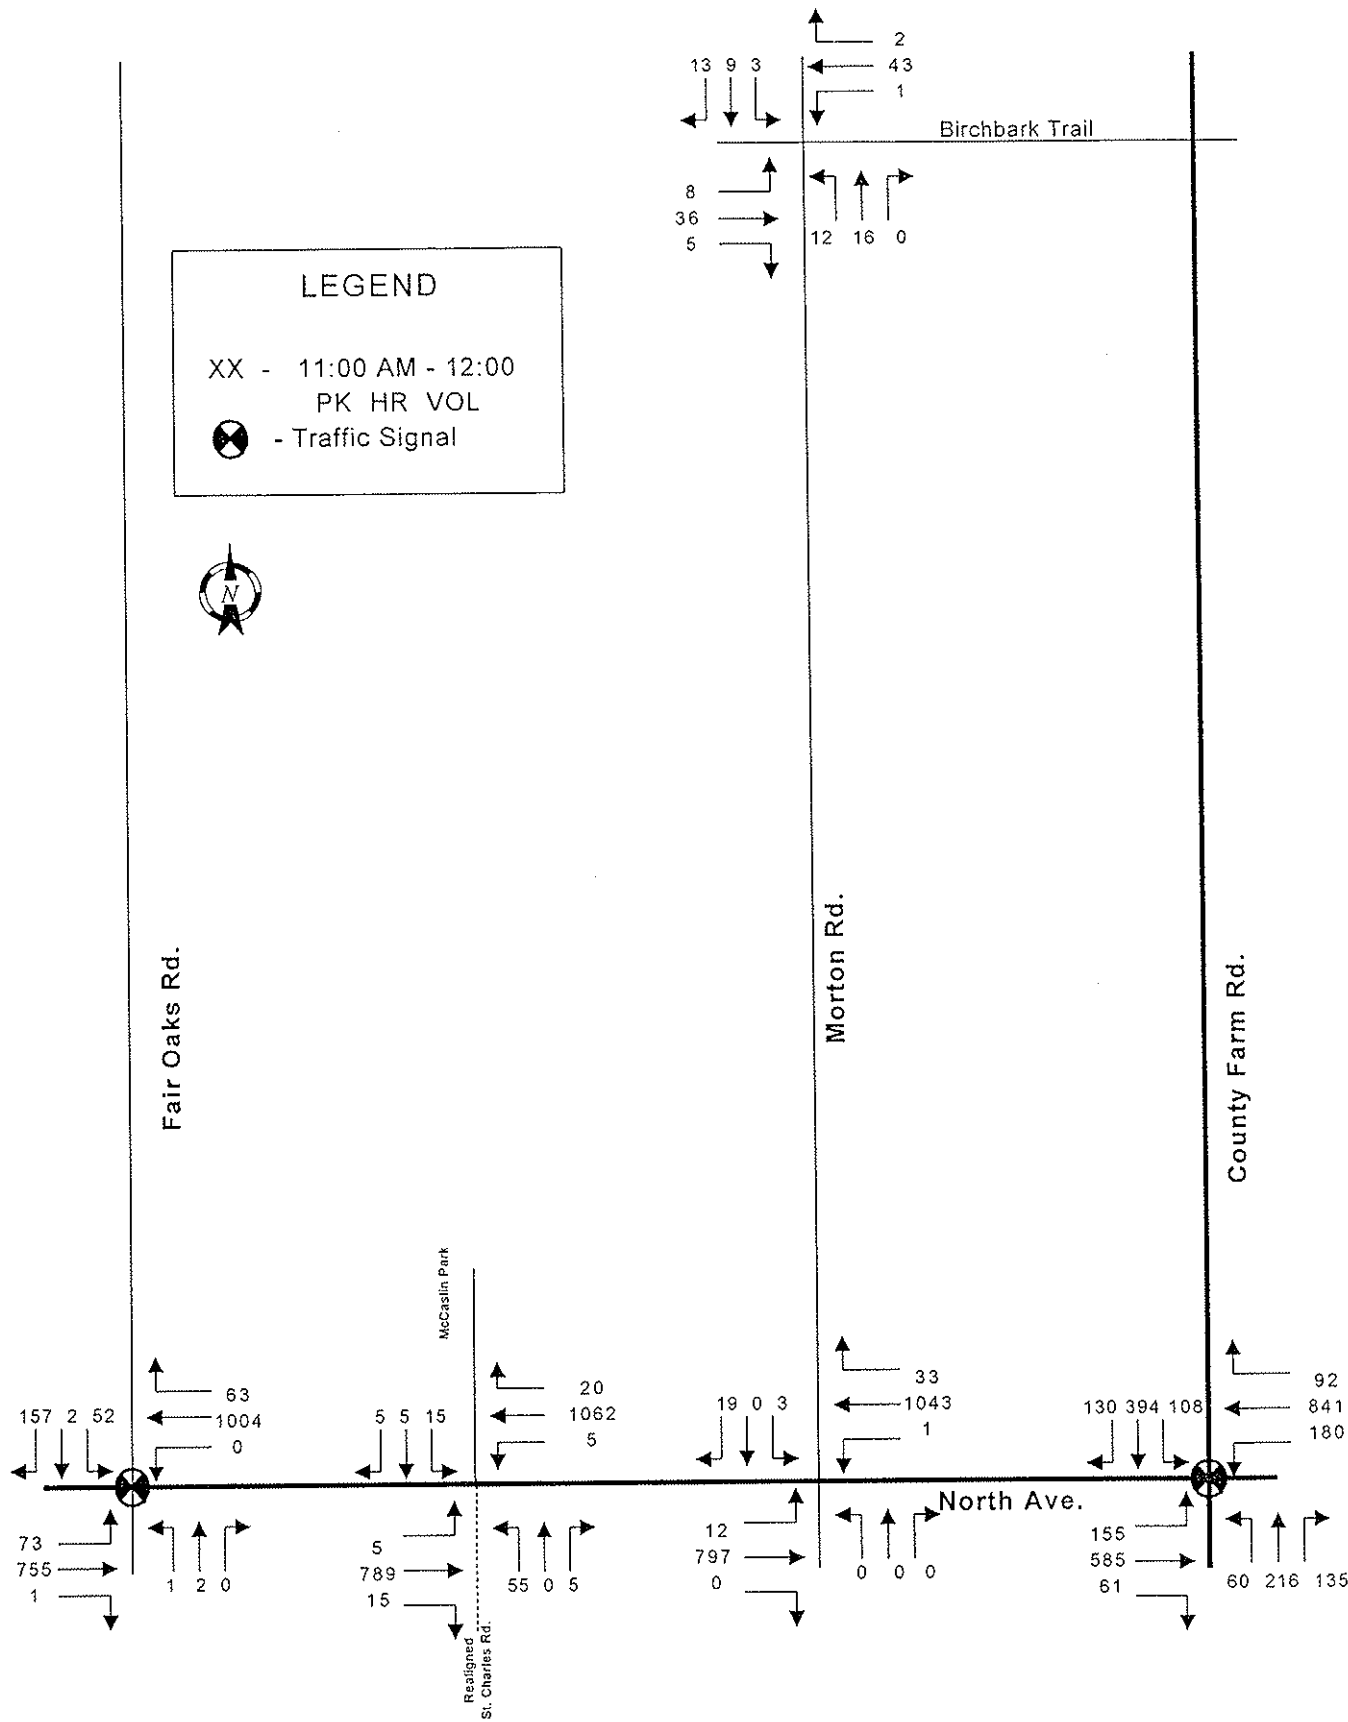 2
13 9 3
43
1
Birchbark Trail
8
36
5
12 16 0
LEGEND
XX - 11:00 AM - 12:00
PK HR VOL
- Traffic Signal
N
Fair Oaks Rd.
Morton Rd.
County Farm Rd.
McCaslin Park
63
1004
0
157 2 52
20
1062
5
5 5 15
33
1043
1
19 0 3
92
841
180
130 394 108
North Ave.
73
755
1
1 2 0
5
789
15
55 0 5
12
797
0
0 0 0
155
585
61
60 216 135
Realigned
St. Charles Rd.